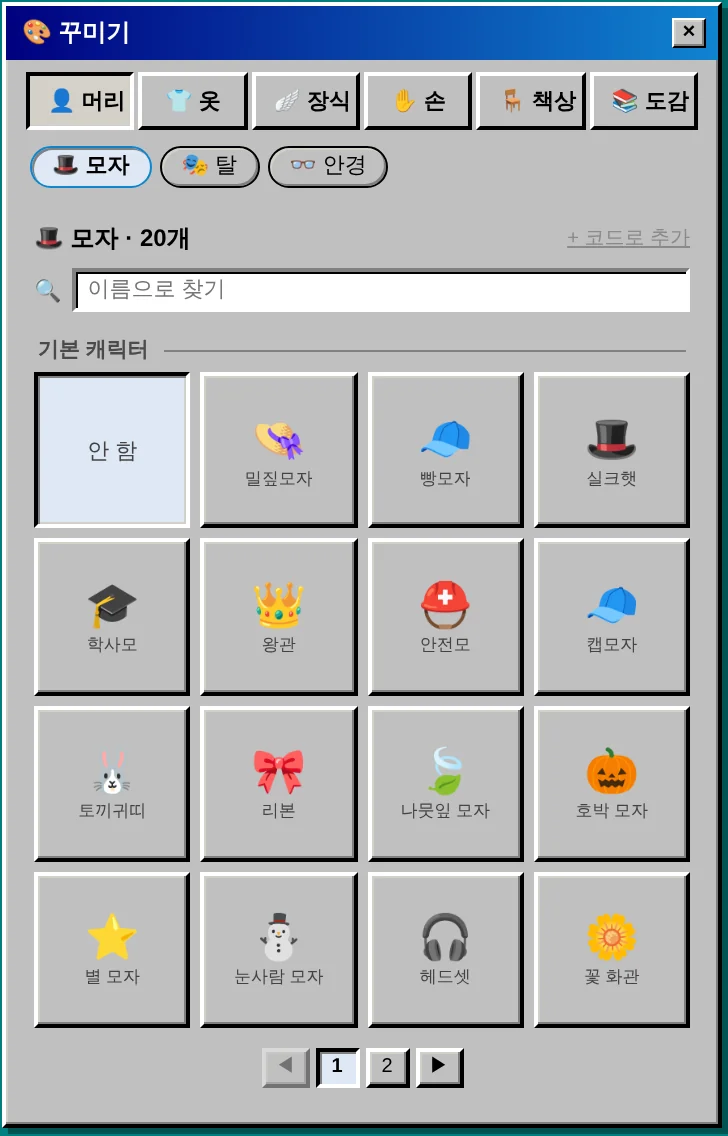 🎨 꾸미기 ×
👤 머리 👕 옷 🪽 장식 ✋ 손 🪑 책상 📚 도감
🎩 모자 🎭 탈 👓 안경
🎩 모자 · 20개 + 코드로 추가
🔍 이름으로 찾기
기본 캐릭터
안 함 밀짚모자 빵모자 실크햇
학사모 왕관 안전모 캡모자
토끼귀띠 리본 나뭇잎 모자 호박 모자
별 모자 눈사람 모자 헤드셋 꽃 화관
◀ 1 2 ▶